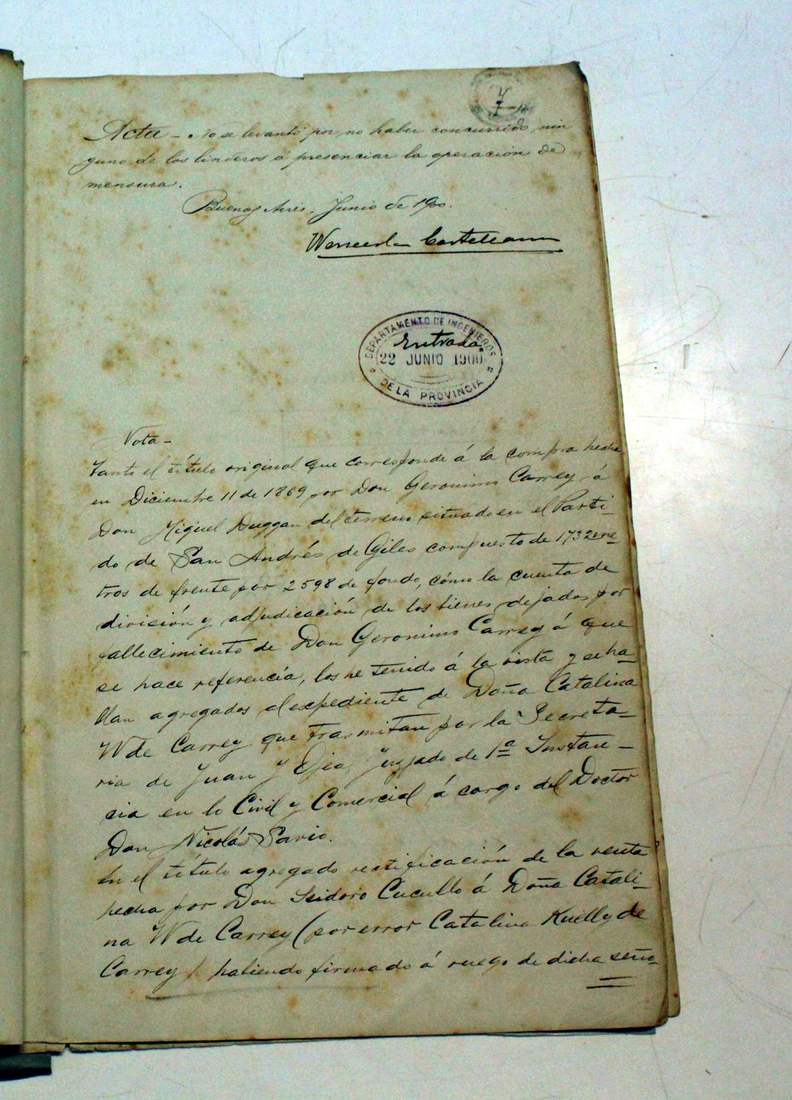 Acta - No se levantó por no haber concurrido nin
guno de los linderos á presenciar la operación de
mensura.
Buenos Aires, Junio de 1900.
DEPARTAMENTO DE INGENIEROS
Entrada
22 JUNIO 1900
DE LA PROVINCIA
Nota-
Tanto el título original que corresponde á la compra hecha
en Diciembre 11 de 1869 por Don Geronimo Carrey á
Don Miguel Duggan del terreno situado en el Parti
do de San Andrés de Giles compuesto de 1732 me-
tros de frente por 2598 de fondo, cómo la cuenta de
división y adjudicación de los bienes dejados por
fallecimiento de Don Geronimo Carrey á que
se hace referencia, los he tenido á la vista y se ha-
llan agregados al expediente de Doña Catalina
W de Carrey que tramitan por la Secreta-
ria de Juan J Juzgado de 1ª Instan-
cia en lo Civil y Comercial á cargo del Doctor
Don Nicolás
En el título agregado rectificación de la venta
hecha por Don Isidoro Cucullo á Doña Catali-
na W de Carrey (por error Catalina Kuelly de
Carrey) habiendo firmado á ruego de dicha seño